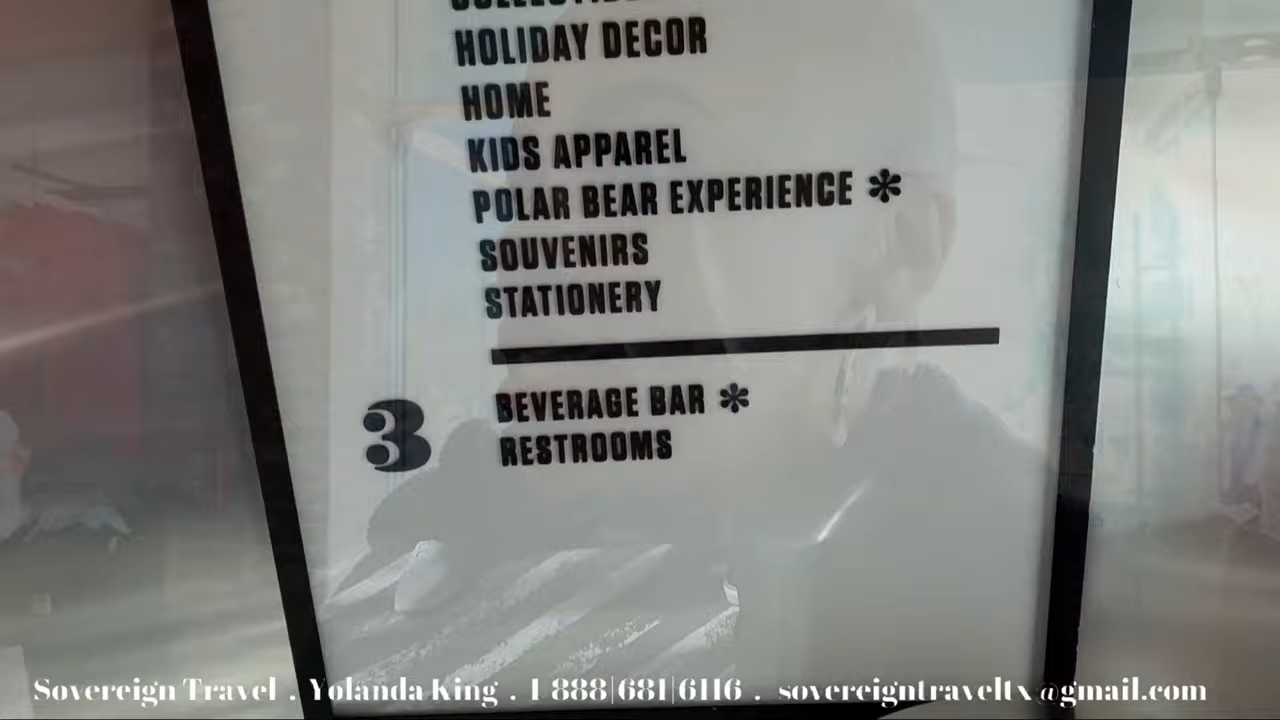 HOLIDAY DECOR
HOME
KIDS APPAREL
POLAR BEAR EXPERIENCE *
SOUVENIRS
STATIONERY
3
BEVERAGE BAR *
RESTROOMS
Sovereign Travel . Yolanda King . 1 888|681|6116 . sovereigntraveltx@gmail.com